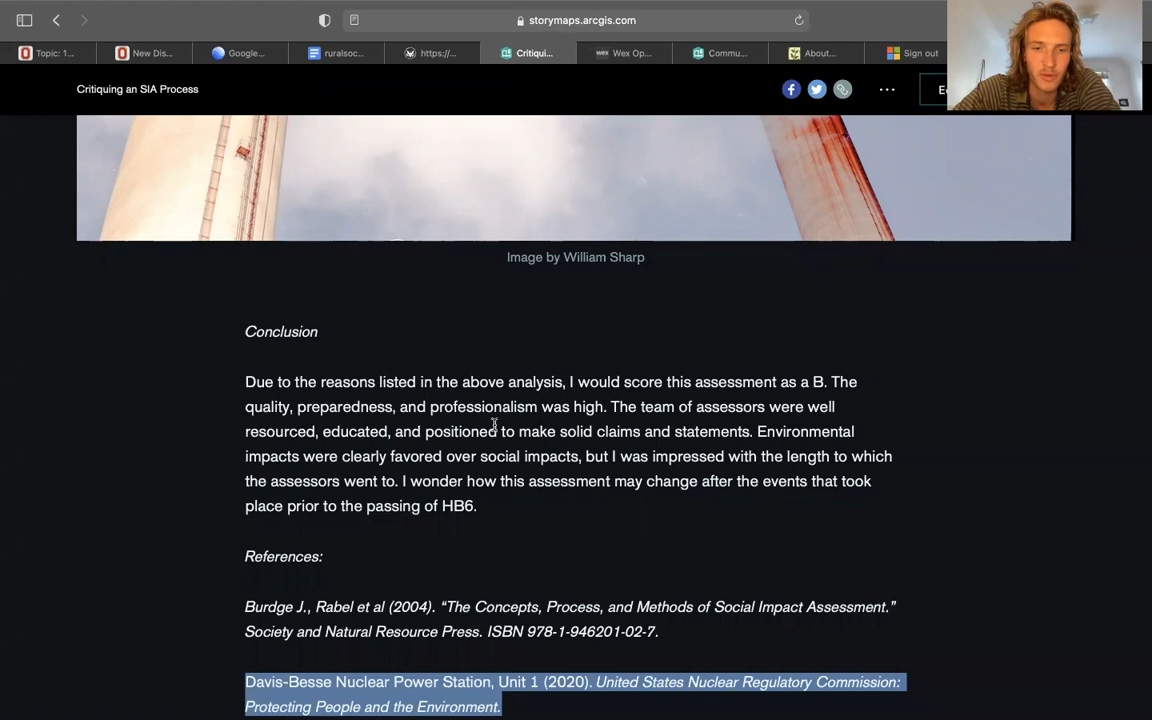 storymaps.arcgis.com
Topic: 1...
New Dis...
Google...
ruralsoc...
https://...
Critiqui...
WEX
Wex Op...
Commu...
About...
Sign out
Critiquing an SIA Process
Image by William Sharp
Conclusion
Due to the reasons listed in the above analysis, I would score this assessment as a B. The
quality, preparedness, and professionalism was high. The team of assessors were well
resourced, educated, and positioned to make solid claims and statements. Environmental
impacts were clearly favored over social impacts, but I was impressed with the length to which
the assessors went to. I wonder how this assessment may change after the events that took
place prior to the passing of HB6.
References:
Burdge J., Rabel et al (2004). “The Concepts, Process, and Methods of Social Impact Assessment.”
Society and Natural Resource Press. ISBN 978-1-946201-02-7.
Davis-Besse Nuclear Power Station, Unit 1 (2020). United States Nuclear Regulatory Commission:
Protecting People and the Environment.